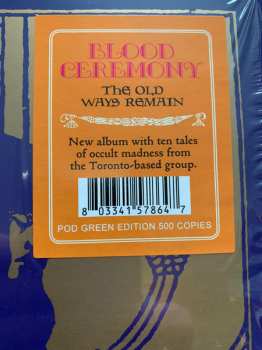 BLOOD
CEREMONY
THE OLD
WAYS REMAIN
New album with ten tales
of occult madness from
the Toronto-based group.
8 03341 57864 7
POD GREEN EDITION 500 COPIES